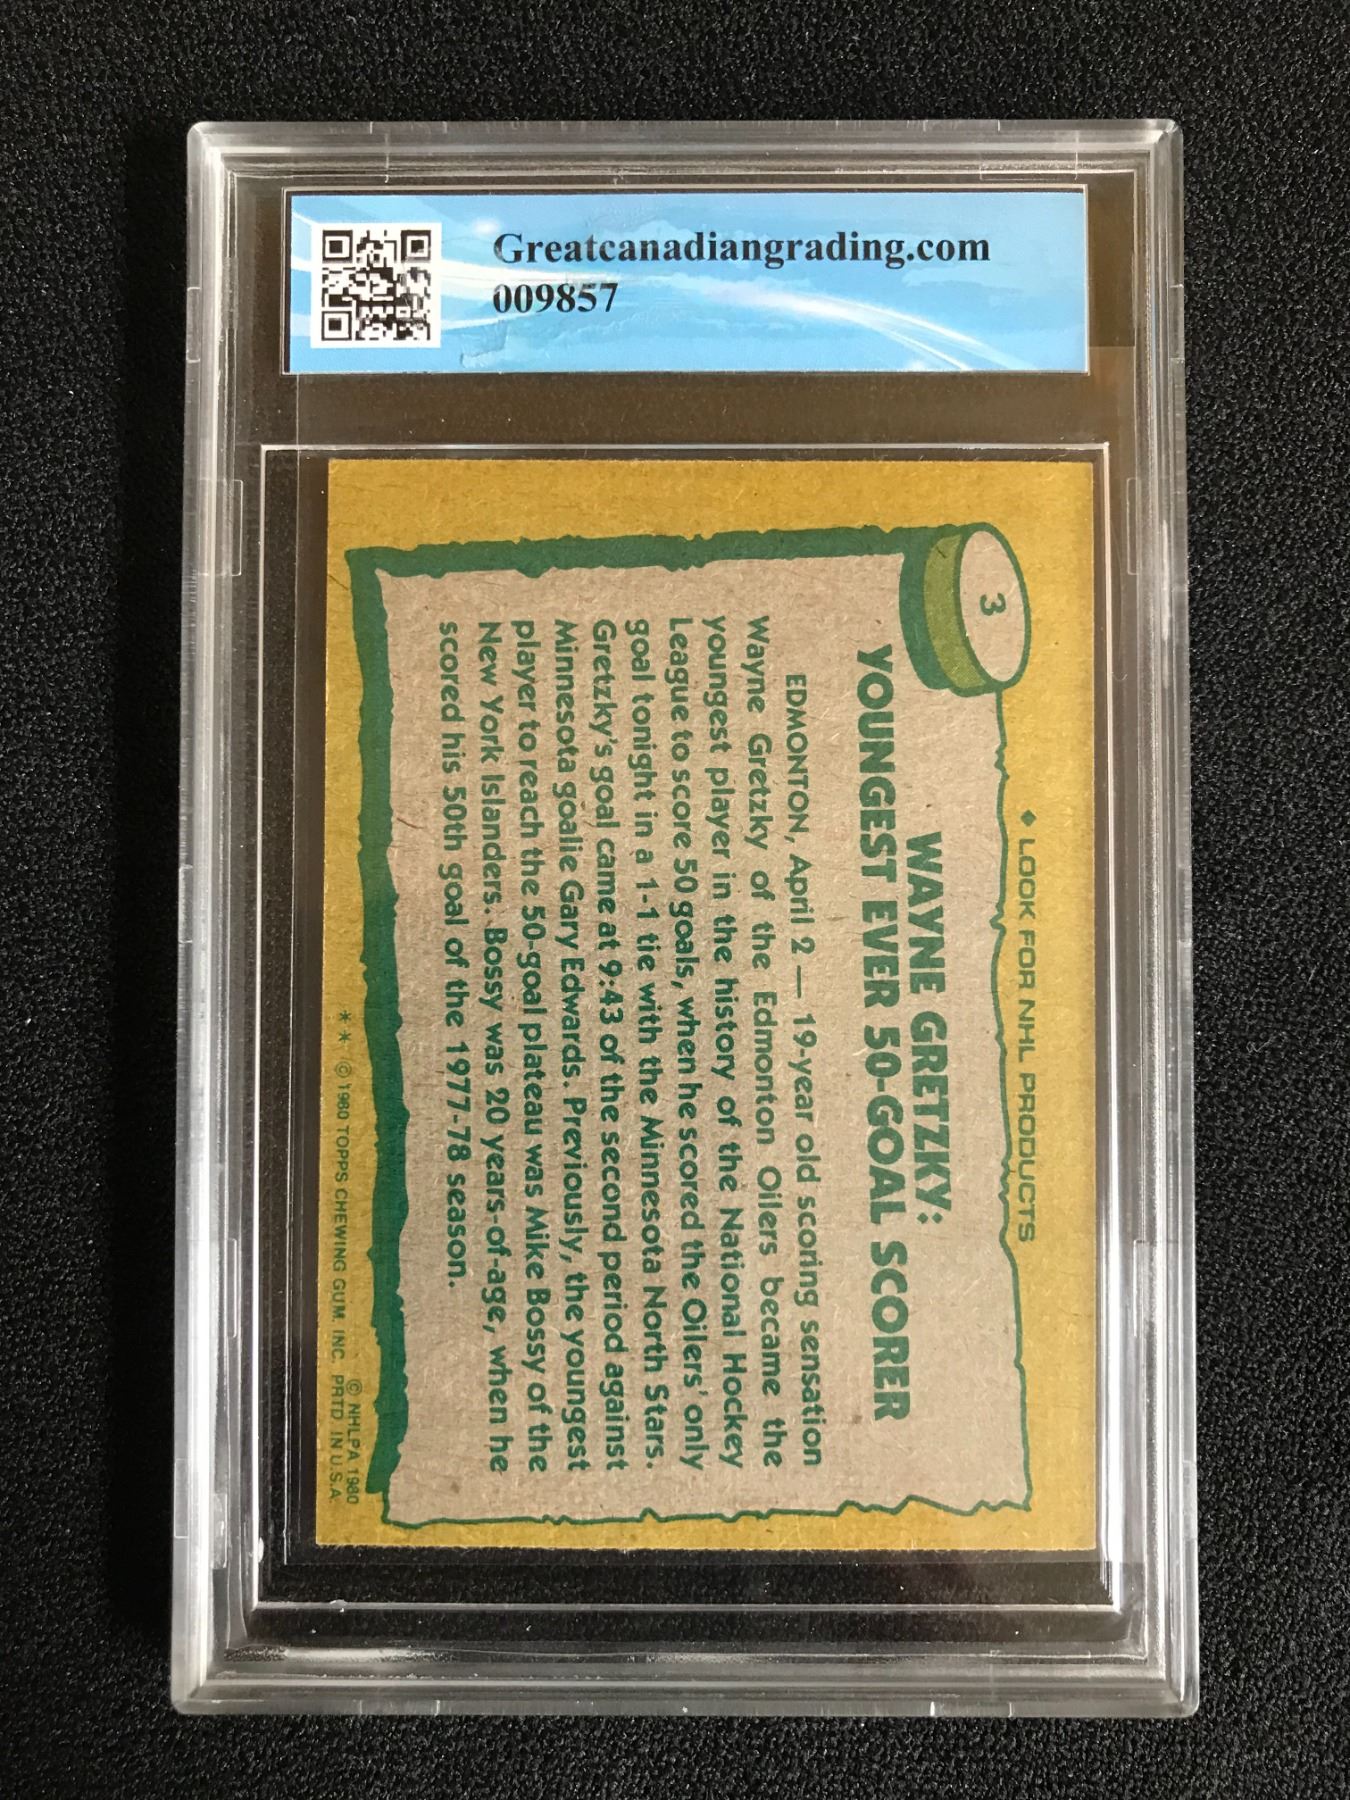 Greatcanadiangrading.com
009857
3
◆ LOOK FOR NHL PRODUCTS
WAYNE GRETZKY:
YOUNGEST EVER 50-GOAL SCORER
EDMONTON, April 2 — 19-year old scoring sensation
Wayne Gretzky of the Edmonton Oilers became the
youngest player in the history of the National Hockey
League to score 50 goals, when he scored the Oilers' only
goal tonight in a 1-1 tie with the Minnesota North Stars.
Gretzky's goal came at 9:43 of the second period against
Minnesota goalie Gary Edwards. Previously, the youngest
player to reach the 50-goal plateau was Mike Bossy of the
New York Islanders. Bossy was 20 years-of-age, when he
scored his 50th goal of the 1977-78 season.
© NHLPA 1980
** © 1980 TOPPS CHEWING GUM, INC. PRTD. IN U.S.A.